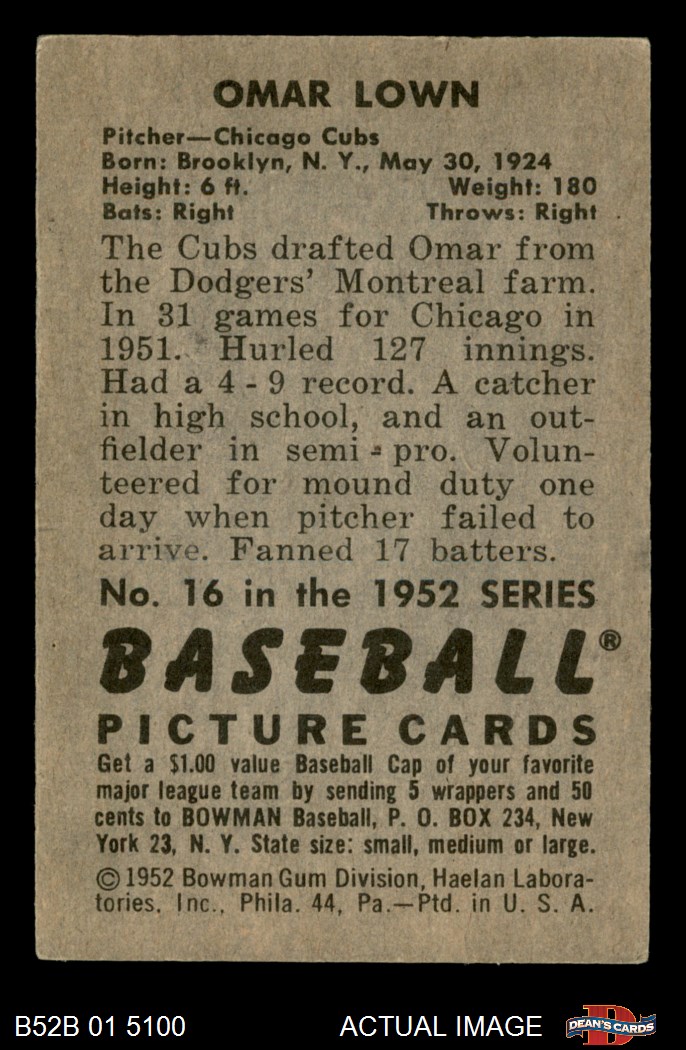 OMAR LOWN
Pitcher—Chicago Cubs
Born: Brooklyn, N. Y., May 30, 1924
Height: 6 ft. Weight: 180
Bats: Right Throws: Right
The Cubs drafted Omar from
the Dodgers' Montreal farm.
In 31 games for Chicago in
1951. Hurled 127 innings.
Had a 4-9 record. A catcher
in high school, and an out-
fielder in semi-pro. Volun-
teered for mound duty one
day when pitcher failed to
arrive. Fanned 17 batters.
No. 16 in the 1952 SERIES
BASEBALL®
PICTURE CARDS
Get a $1.00 value Baseball Cap of your favorite
major league team by sending 5 wrappers and 50
cents to BOWMAN Baseball, P. O. BOX 234, New
York 23, N. Y. State size: small, medium or large.
©1952 Bowman Gum Division, Haelan Labora-
tories, Inc., Phila. 44, Pa.—Ptd. in U. S. A.
B52B 01 5100 ACTUAL IMAGE
D
DEAN'S CARDS